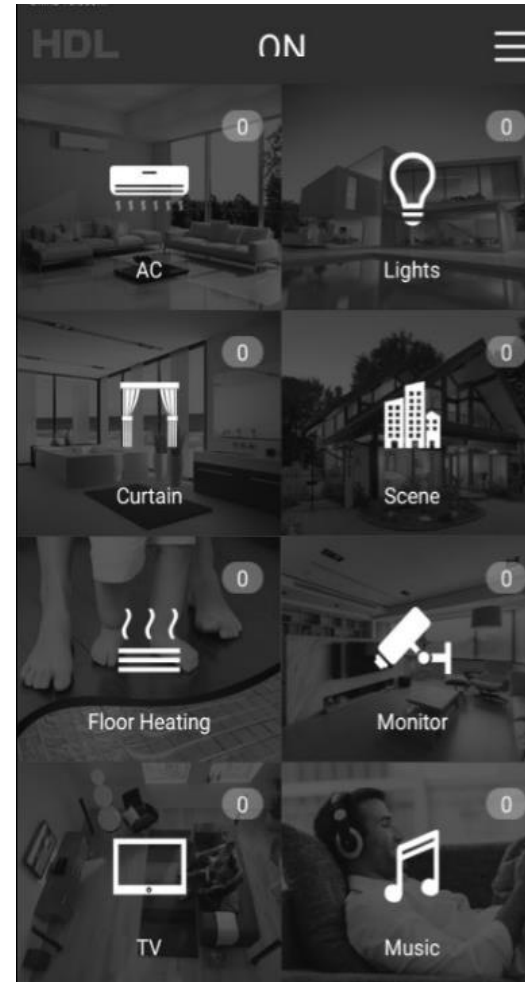 HDL
ON
0
0
AC
Lights
0
0
Curtain
Scene
0
0
Floor Heating
Monitor
0
0
TV
Music